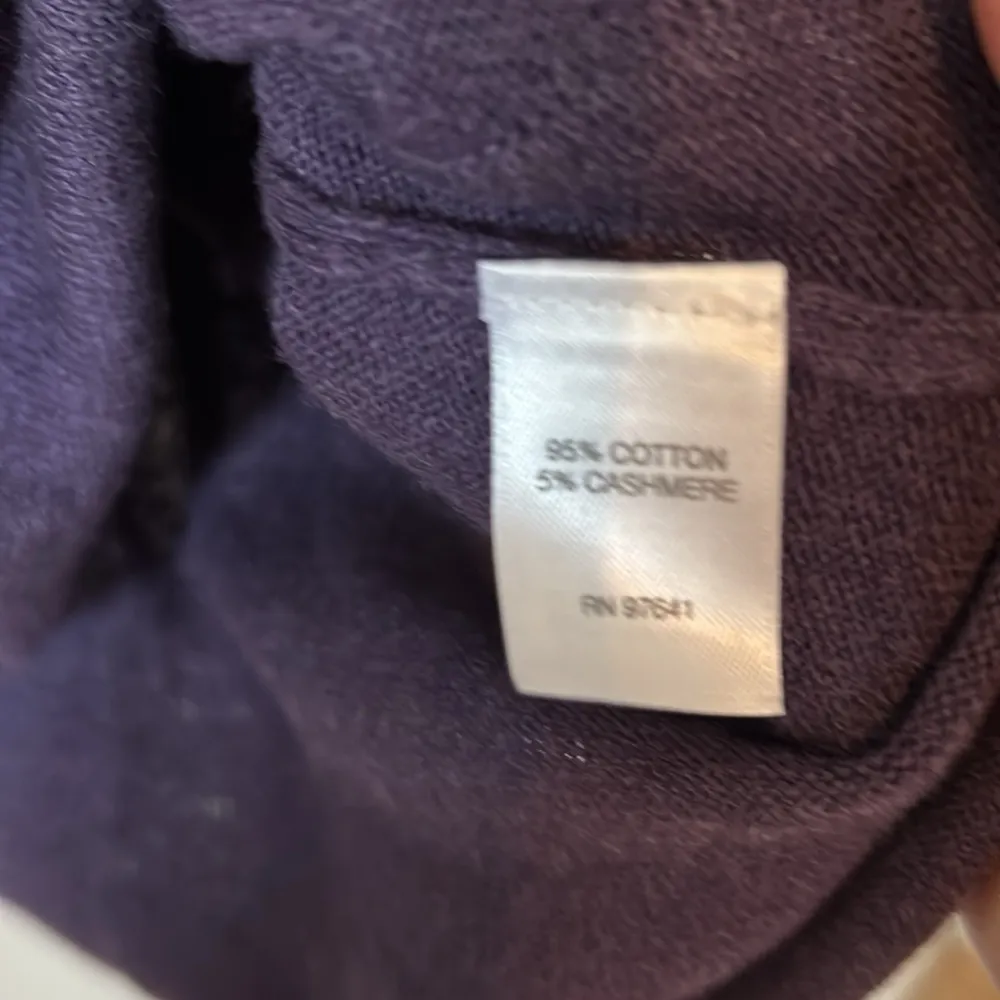 95% COTTON
5% CASHMERE
RN 97641